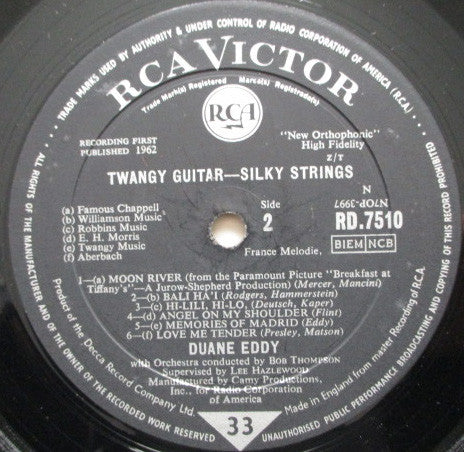 TRADE MARKS USED BY AUTHORITY & UNDER CONTROL OF RADIO CORPORATION OF AMERICA (R.C.A.)
RCA VICTOR
Trade Mark(s) Registered Marca(s) Registrada(s)
RCA
RECORDING FIRST
PUBLISHED 1962
"New Orthophonic"
High Fidelity
Z/T
TWANGY GUITAR—SILKY STRINGS
(a) Famous Chappell
(b) Williamson Music
(c) Robbins Music
(d) E. H. Morris
(e) Twangy Music
(f) Aberbach
Side
2
N
N7OP-3997
RD.7510
France Melodie,
BIEM NCB
1—(a) MOON RIVER (from the Paramount Picture "Breakfast at
Tiffany's"—A Jurow-Shepherd Production) (Mercer, Mancini)
2—(b) BALI HA'I (Rodgers, Hammerstein)
3—(c) HI-LILI, HI-LO, (Deutsch, Kaper)
4—(d) ANGEL ON MY SHOULDER (Flint)
5—(e) MEMORIES OF MADRID (Eddy)
6—(f) LOVE ME TENDER (Presley, Matson)
DUANE EDDY
with Orchestra conducted by BOB THOMPSON
Supervised by LEE HAZLEWOOD
Manufactured by Camy Productions,
Inc., for Radio Corporation
of America
Product of the Decca Record Company Ltd.
Made in England from master Recording of R.C.A.
33
ALL RIGHTS OF THE MANUFACTURER AND OF THE OWNER OF THE RECORDED WORK RESERVED
UNAUTHORISED PUBLIC PERFORMANCE BROADCASTING AND COPYING OF THIS RECORD PROHIBITED